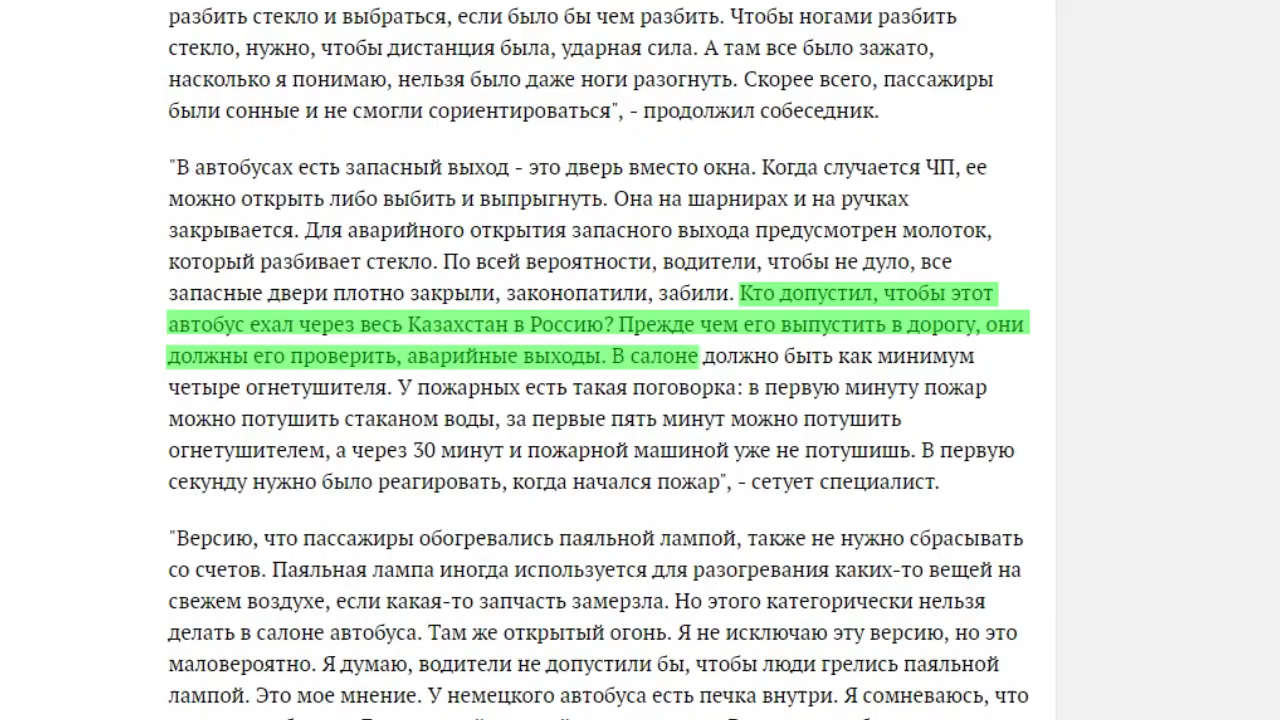 разбить стекло и выбраться, если было бы чем разбить. Чтобы ногами разбить
стекло, нужно, чтобы дистанция была, ударная сила. А там все было зажато,
насколько я понимаю, нельзя было даже ноги разогнуть. Скорее всего, пассажиры
были сонные и не смогли сориентироваться", - продолжил собеседник.
"В автобусах есть запасный выход - это дверь вместо окна. Когда случается ЧП, ее
можно открыть либо выбить и выпрыгнуть. Она на шарнирах и на ручках
закрывается. Для аварийного открытия запасного выхода предусмотрен молоток,
который разбивает стекло. По всей вероятности, водители, чтобы не дуло, все
запасные двери плотно закрыли, законопатили, забили. Кто допустил, чтобы этот
автобус ехал через весь Казахстан в Россию? Прежде чем его выпустить в дорогу, они
должны его проверить, аварийные выходы. В салоне должно быть как минимум
четыре огнетушителя. У пожарных есть такая поговорка: в первую минуту пожар
можно потушить стаканом воды, за первые пять минут можно потушить
огнетушителем, а через 30 минут и пожарной машиной уже не потушишь. В первую
секунду нужно было реагировать, когда начался пожар", - сетует специалист.
"Версию, что пассажиры обогревались паяльной лампой, также не нужно сбрасывать
со счетов. Паяльная лампа иногда используется для разогревания каких-то вещей на
свежем воздухе, если какая-то запчасть замерзла. Но этого категорически нельзя
делать в салоне автобуса. Там же открытый огонь. Я не исключаю эту версию, но это
маловероятно. Я думаю, водители не допустили бы, чтобы люди грелись паяльной
лампой. Это мое мнение. У немецкого автобуса есть печка внутри. Я сомневаюсь, что